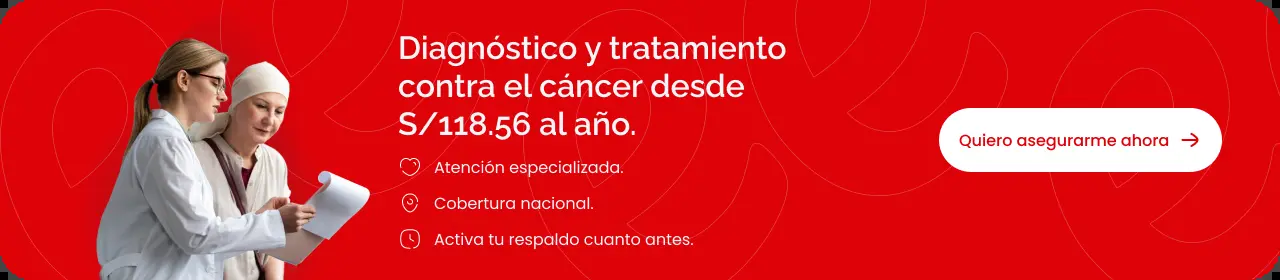 Diagnóstico y tratamiento
contra el cáncer desde
S/118.56 al año.
Atención especializada.
Cobertura nacional.
Activa tu respaldo cuanto antes.
Quiero asegurarme ahora